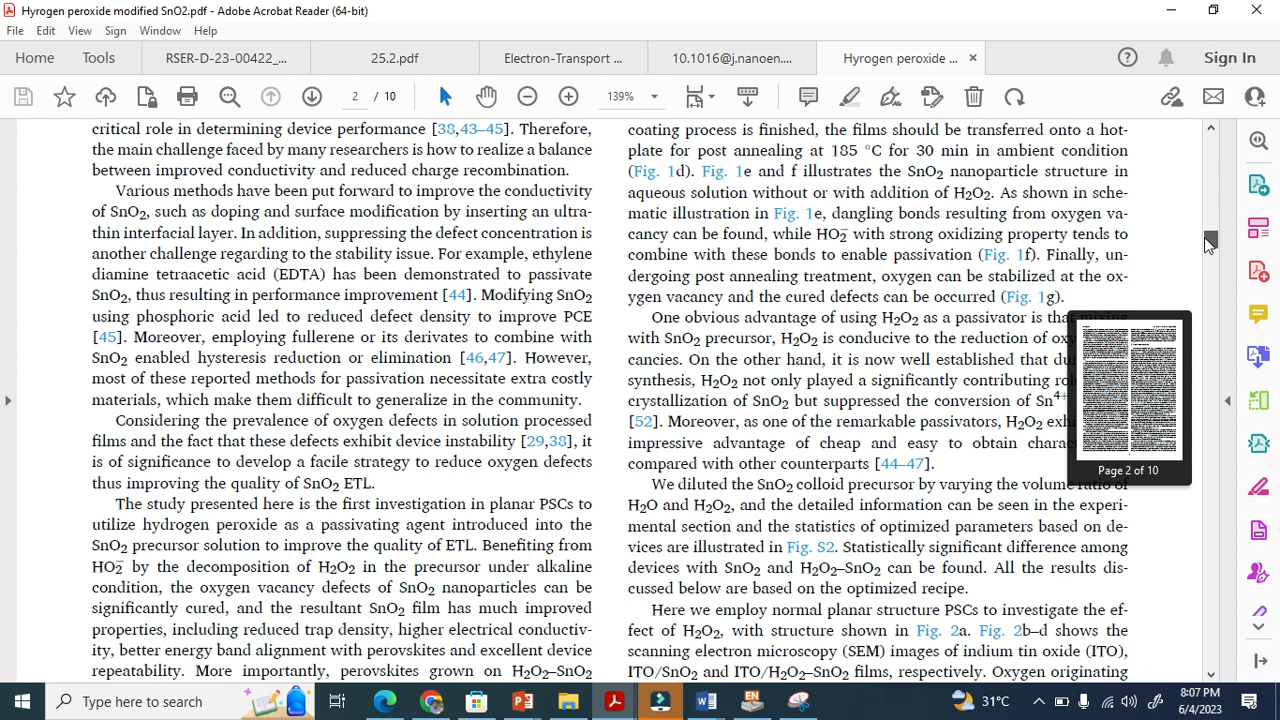 Hyrogen peroxide modified SnO2.pdf - Adobe Acrobat Reader (64-bit)
File Edit View Sign Window Help
Home Tools RSER-D-23-00422_... 25.2.pdf Electron-Transport ... 10.1016@j.nanoen.... Hyrogen peroxide ... Sign In
2 / 10 139%
critical role in determining device performance [38,43–45]. Therefore,
the main challenge faced by many researchers is how to realize a balance
between improved conductivity and reduced charge recombination.
Various methods have been put forward to improve the conductivity
of SnO₂, such as doping and surface modification by inserting an ultra-
thin interfacial layer. In addition, suppressing the defect concentration is
another challenge regarding to the stability issue. For example, ethylene
diamine tetraacetic acid (EDTA) has been demonstrated to passivate
SnO₂, thus resulting in performance improvement [44]. Modifying SnO₂
using phosphoric acid led to reduced defect density to improve PCE
[45]. Moreover, employing fullerene or its derivates to combine with
SnO₂ enabled hysteresis reduction or elimination [46,47]. However,
most of these reported methods for passivation necessitate extra costly
materials, which make them difficult to generalize in the community.
Considering the prevalence of oxygen defects in solution processed
films and the fact that these defects exhibit device instability [29,38], it
is of significance to develop a facile strategy to reduce oxygen defects
thus improving the quality of SnO₂ ETL.
The study presented here is the first investigation in planar PSCs to
utilize hydrogen peroxide as a passivating agent introduced into the
SnO₂ precursor solution to improve the quality of ETL. Benefiting from
HO₂⁻ by the decomposition of H₂O₂ in the precursor under alkaline
condition, the oxygen vacancy defects of SnO₂ nanoparticles can be
significantly cured, and the resultant SnO₂ film has much improved
properties, including reduced trap density, higher electrical conductiv-
ity, better energy band alignment with perovskites and excellent device
repeatability. More importantly, perovskites grown on H₂O₂–SnO₂
coating process is finished, the films should be transferred onto a hot-
plate for post annealing at 185 °C for 30 min in ambient condition
(Fig. 1d). Fig. 1e and f illustrates the SnO₂ nanoparticle structure in
aqueous solution without or with addition of H₂O₂. As shown in sche-
matic illustration in Fig. 1e, dangling bonds resulting from oxygen va-
cancy can be found, while HO₂⁻ with strong oxidizing property tends to
combine with these bonds to enable passivation (Fig. 1f). Finally, un-
dergoing post annealing treatment, oxygen can be stabilized at the ox-
ygen vacancy and the cured defects can be occurred (Fig. 1g).
One obvious advantage of using H₂O₂ as a passivator is that mixing
with SnO₂ precursor, H₂O₂ is conducive to the reduction of
cancies. On the other hand, it is now well established that
synthesis, H₂O₂ not only played a significantly contributing
crystallization of SnO₂ but suppressed the conversion of Sn⁴⁺
[52]. Moreover, as one of the remarkable passivators, H₂O₂
impressive advantage of cheap and easy to obtain
compared with other counterparts [44–47].
We diluted the SnO₂ colloid precursor by varying the volume ratio of
H₂O and H₂O₂, and the detailed information can be seen in the experi-
mental section and the statistics of optimized parameters based on de-
vices are illustrated in Fig. S2. Statistically significant difference among
devices with SnO₂ and H₂O₂–SnO₂ can be found. All the results dis-
cussed below are based on the optimized recipe.
Here we employ normal planar structure PSCs to investigate the ef-
fect of H₂O₂, with structure shown in Fig. 2a. Fig. 2b–d shows the
scanning electron microscopy (SEM) images of indium tin oxide (ITO),
ITO/SnO₂ and ITO/H₂O₂–SnO₂ films, respectively. Oxygen originating
Page 2 of 10
Type here to search
EN
31°C
8:07 PM
6/4/2023